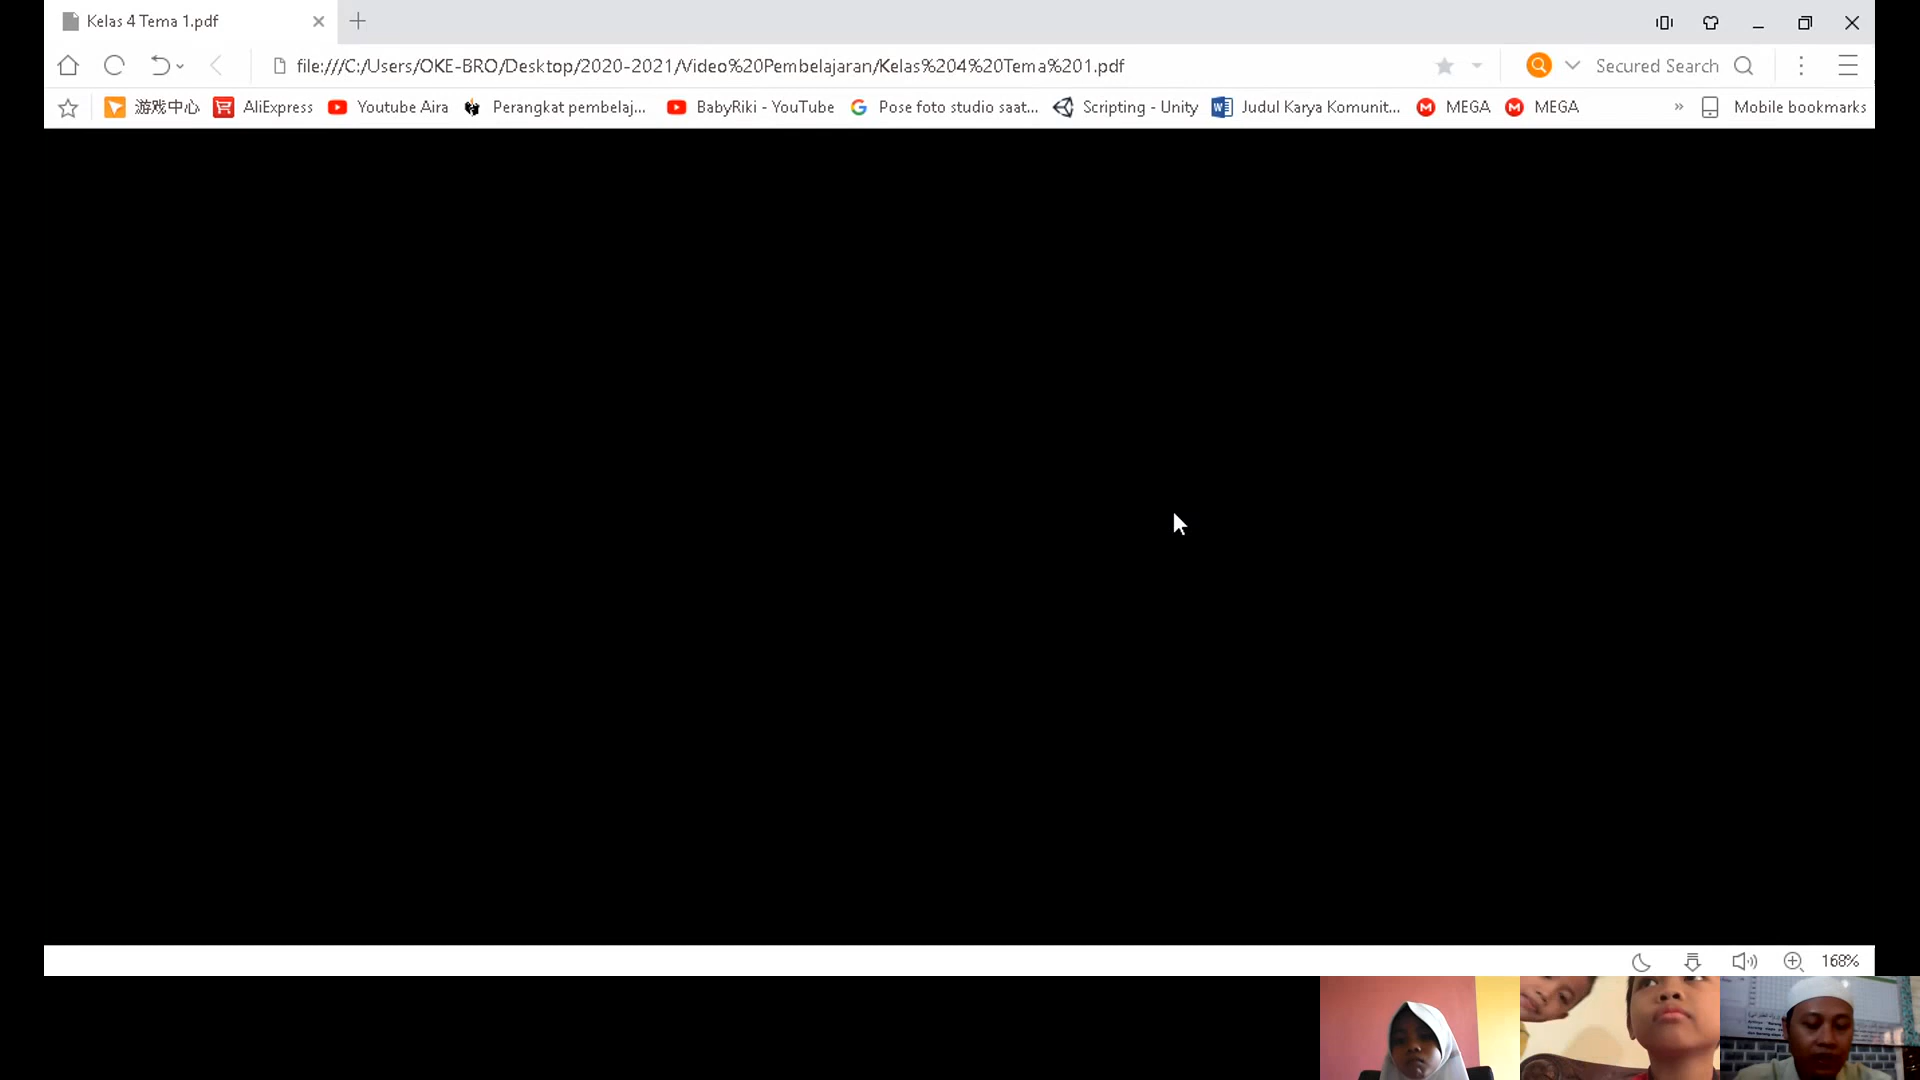 Kelas 4 Tema 1.pdf
file:///C:/Users/OKE-BRO/Desktop/2020-2021/Video%20Pembelajaran/Kelas%204%20Tema%201.pdf
Secured Search
游戏中心 AliExpress Youtube Aira Perangkat pembelaj... BabyRiki - YouTube Pose foto studio saat... Scripting - Unity Judul Karya Komunit... MEGA MEGA » Mobile bookmarks
168%